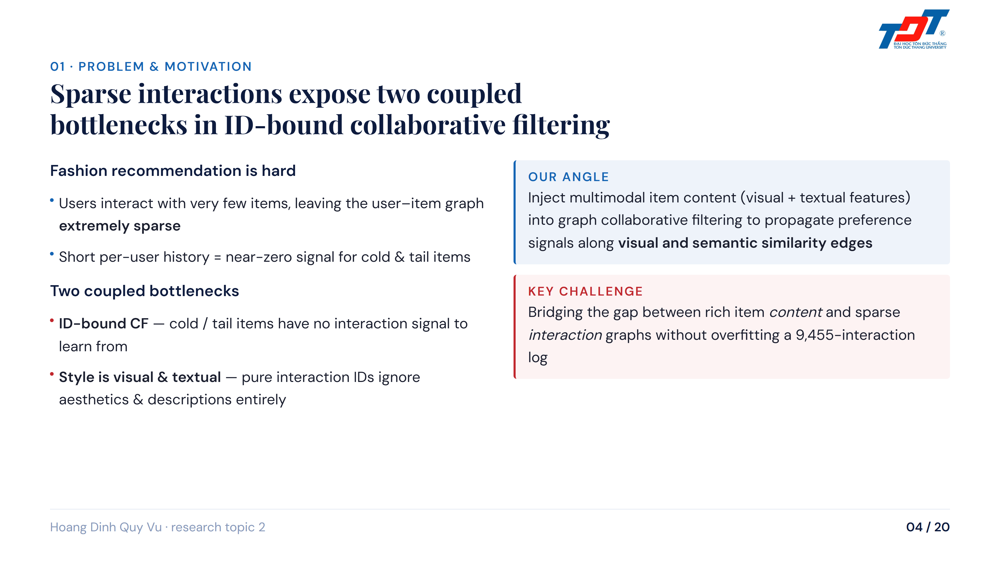 TDT®
ĐẠI HỌC TÔN ĐỨC THẮNG
TON DUC THANG UNIVERSITY
01 · PROBLEM & MOTIVATION
Sparse interactions expose two coupled
bottlenecks in ID-bound collaborative filtering
Fashion recommendation is hard
• Users interact with very few items, leaving the user–item graph
extremely sparse
• Short per-user history = near-zero signal for cold & tail items
Two coupled bottlenecks
• ID-bound CF — cold / tail items have no interaction signal to
learn from
• Style is visual & textual — pure interaction IDs ignore
aesthetics & descriptions entirely
OUR ANGLE
Inject multimodal item content (visual + textual features)
into graph collaborative filtering to propagate preference
signals along visual and semantic similarity edges
KEY CHALLENGE
Bridging the gap between rich item content and sparse
interaction graphs without overfitting a 9,455-interaction
log
Hoang Dinh Quy Vu · research topic 2
04 / 20